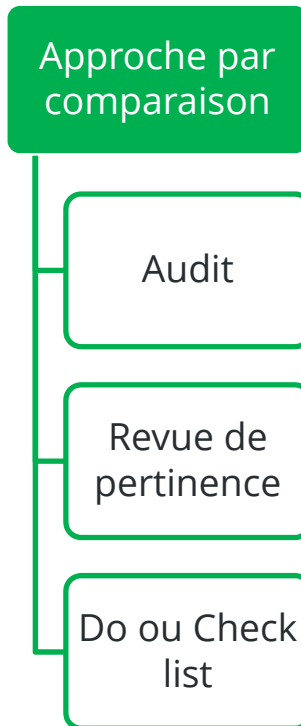 Approche par
comparaison
Audit
Revue de
pertinence
Do ou Check
list